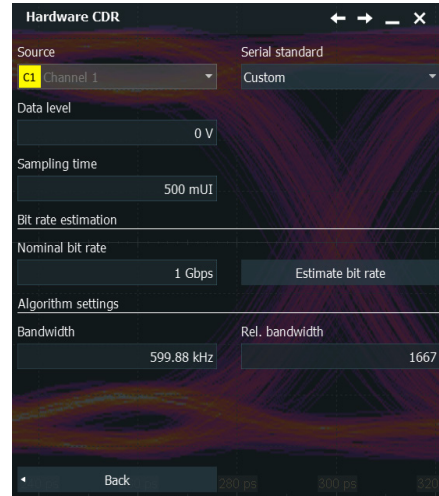 Hardware CDR
Source
Serial standard
C1 Channel 1
Custom
Data level
0 V
Sampling time
500 mUI
Bit rate estimation
Nominal bit rate
1 Gbps
Estimate bit rate
Algorithm settings
Bandwidth
Rel. bandwidth
599.88 kHz
1667
Back
280 ps
300 ps
320